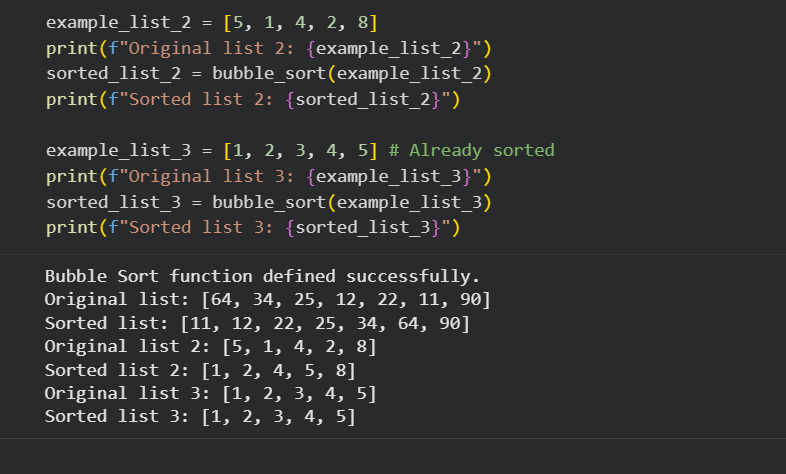 example_list_2 = [5, 1, 4, 2, 8]
print(f"Original list 2: {example_list_2}")
sorted_list_2 = bubble_sort(example_list_2)
print(f"Sorted list 2: {sorted_list_2}")

example_list_3 = [1, 2, 3, 4, 5] # Already sorted
print(f"Original list 3: {example_list_3}")
sorted_list_3 = bubble_sort(example_list_3)
print(f"Sorted list 3: {sorted_list_3}")

Bubble Sort function defined successfully.
Original list: [64, 34, 25, 12, 22, 11, 90]
Sorted list: [11, 12, 22, 25, 34, 64, 90]
Original list 2: [5, 1, 4, 2, 8]
Sorted list 2: [1, 2, 4, 5, 8]
Original list 3: [1, 2, 3, 4, 5]
Sorted list 3: [1, 2, 3, 4, 5]